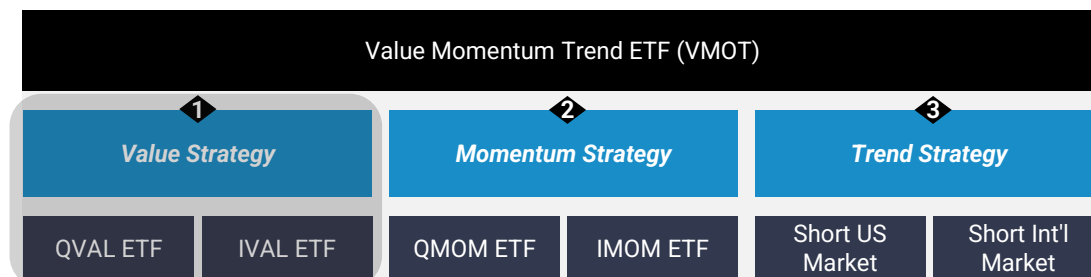 Value Momentum Trend ETF (VMOT)
1
2
3
Value Strategy
Momentum Strategy
Trend Strategy
QVAL ETF
IVAL ETF
QMOM ETF
IMOM ETF
Short US
Market
Short Int'l
Market